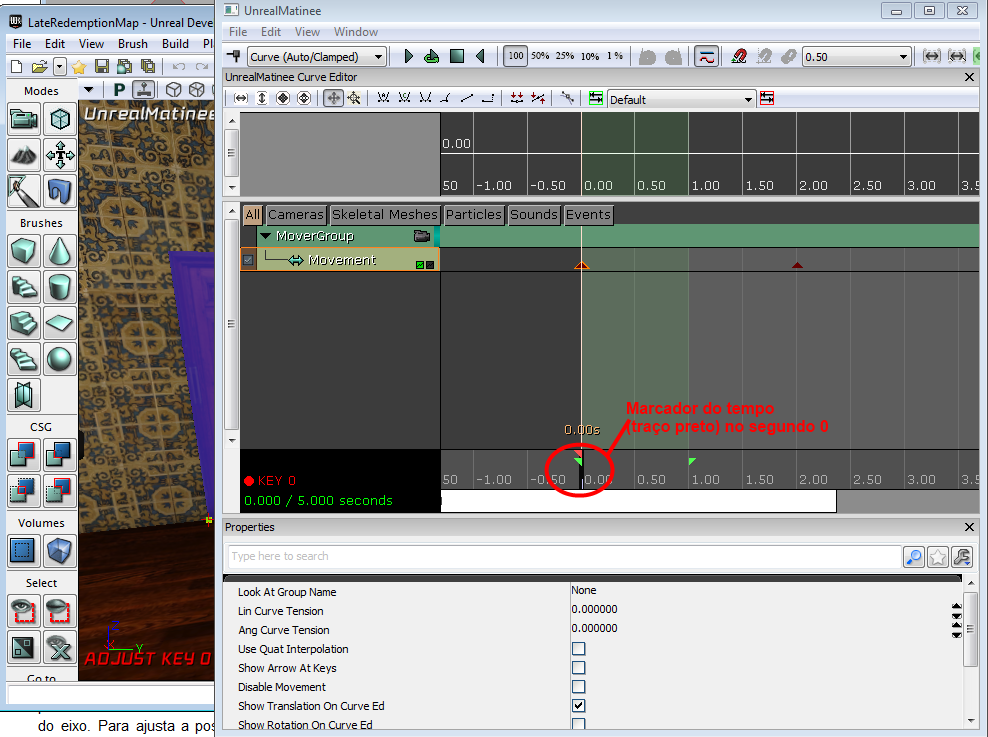 LateRedemptionMap - Unreal Deve
File Edit View Brush Build Pl
Modes
P
UnrealMatinee
Brushes
CSG
Volumes
Select
Go to
ADJUST KEY 0
X
Y
do eixo. Para ajusta a pos
UnrealMatinee
File Edit View Window
Curve (Auto/Clamped)
100 50% 25% 10% 1%
0.50
UnrealMatinee Curve Editor
Default
0.00
50 -1.00 -0.50 0.00 0.50 1.00 1.50 2.00 2.50 3.00 3.5
All Cameras Skeletal Meshes Particles Sounds Events
MoverGroup
Movement
Marcador do tempo
(traço preto) no segundo 0
0.00s
KEY 0
0.000 / 5.000 seconds
50 -1.00 -0.50 0.00 0.50 1.00 1.50 2.00 2.50 3.00 3.5
Properties
Type here to search
Look At Group Name None
Lin Curve Tension 0.000000
Ang Curve Tension 0.000000
Use Quat Interpolation
Show Arrow At Keys
Disable Movement
Show Translation On Curve Ed
Show Rotation On Curve Ed